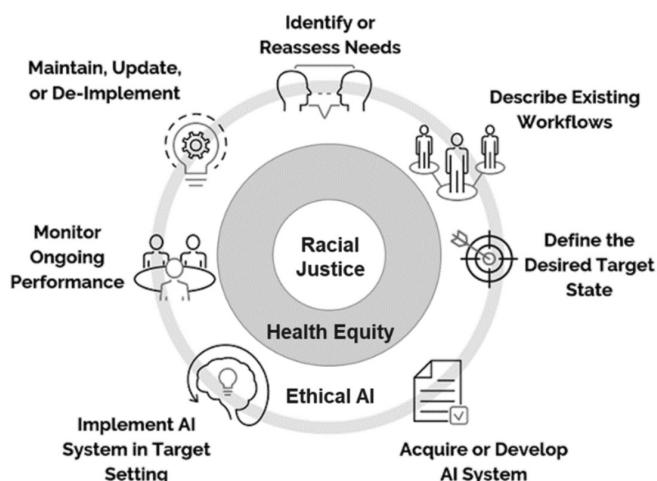 Identify or
Reassess Needs
Maintain, Update,
or De-Implement
Describe Existing
Workflows
Monitor
Ongoing
Performance
Racial
Justice
Define the
Desired Target
State
Health Equity
Ethical AI
Implement AI
System in Target
Setting
Acquire or Develop
AI System